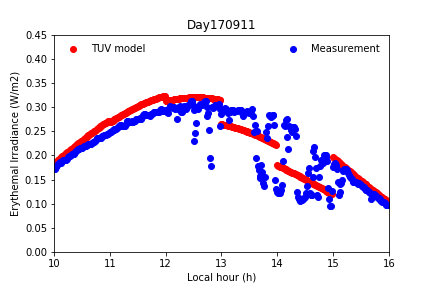 Day170911
TUV model
Measurement
Erythemal Irradiance (W/m2)
0.45
0.40
0.35
0.30
0.25
0.20
0.15
0.10
0.05
0.00
10 11 12 13 14 15 16
Local hour (h)